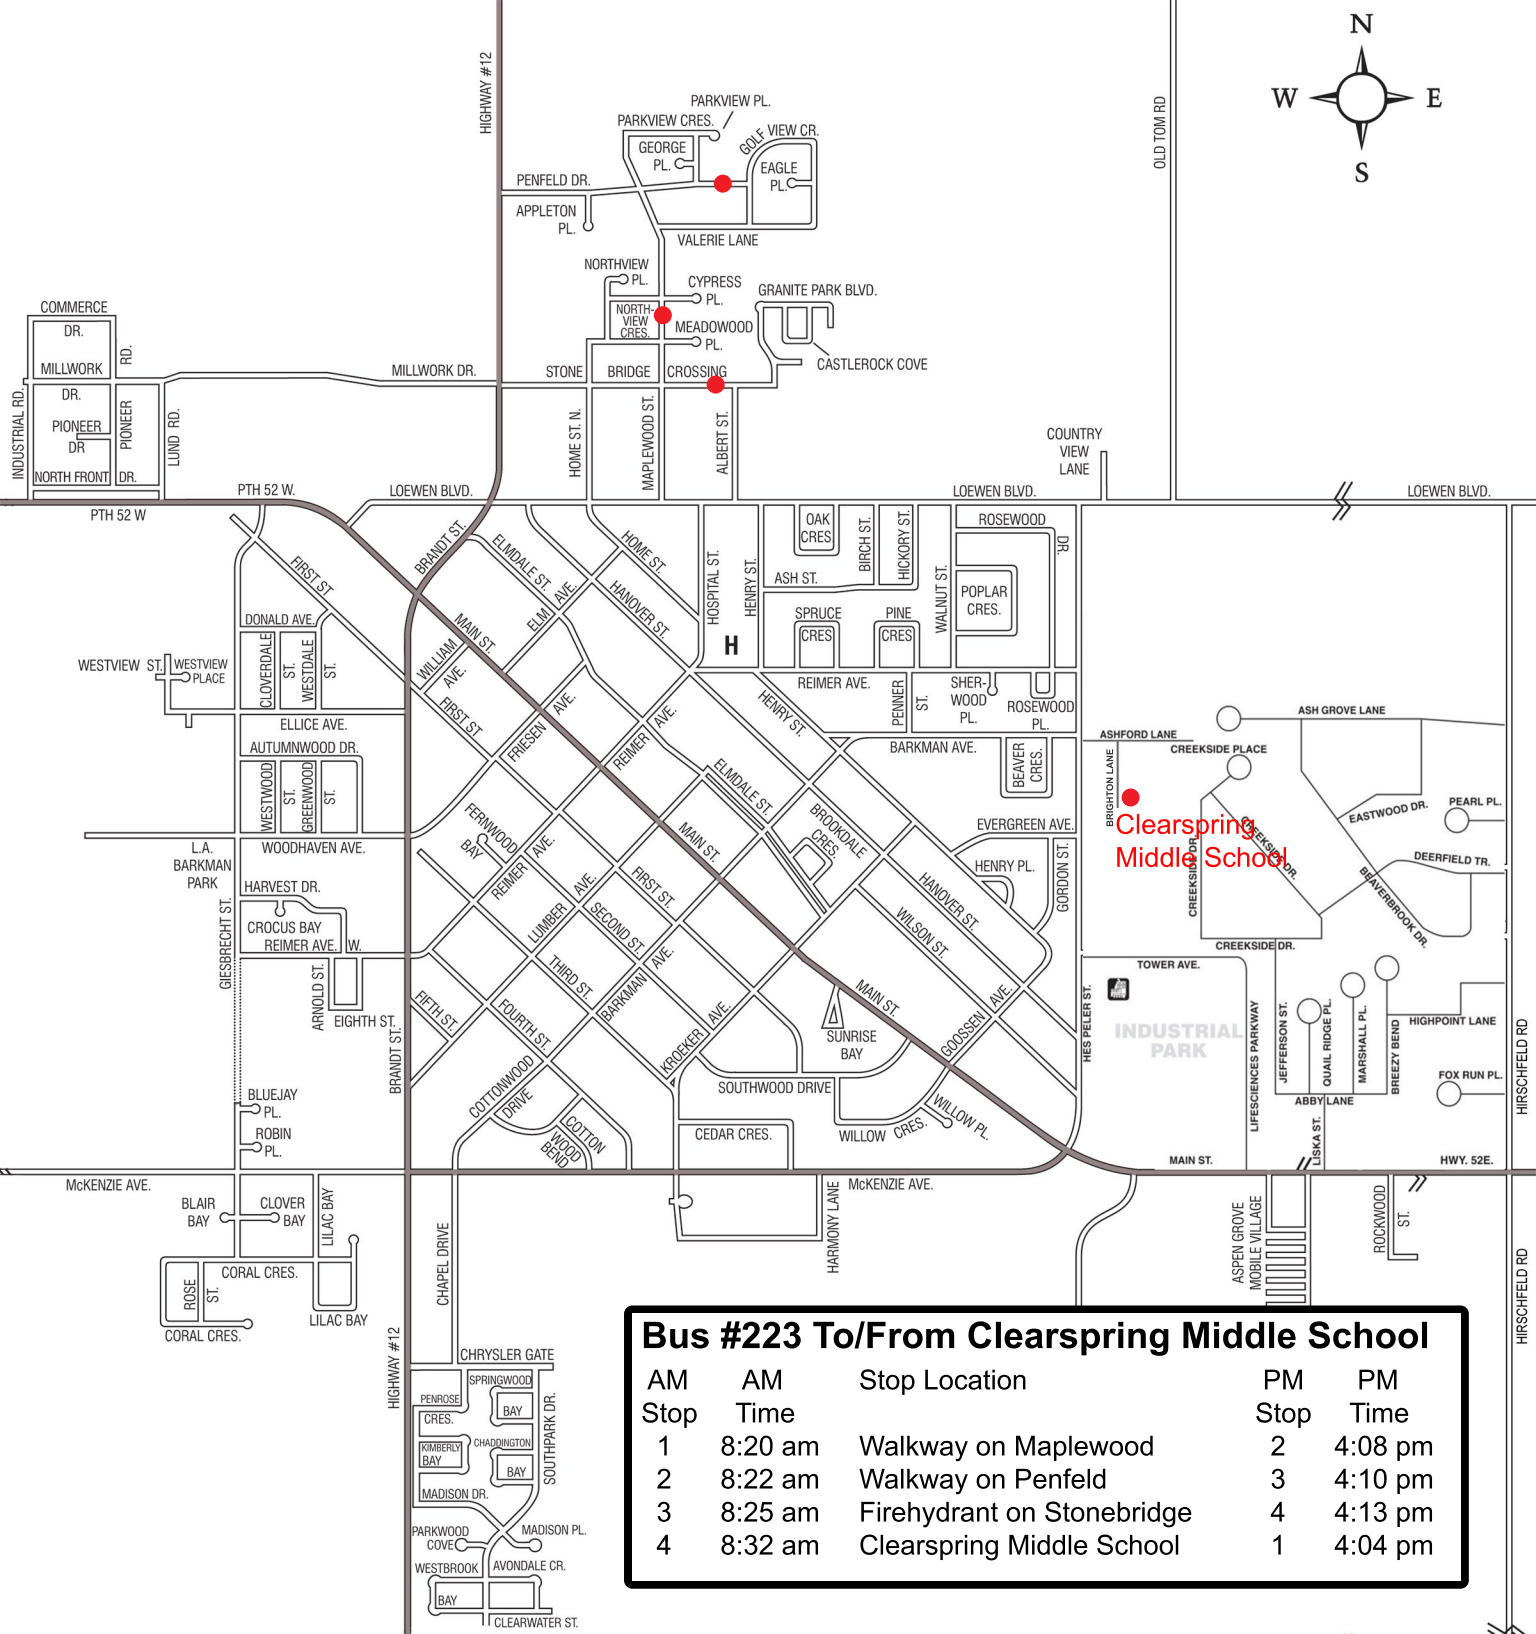 N
W
E
S
HIGHWAY #12
OLD TOM RD
PARKVIEW PL.
PARKVIEW CRES.
GOLF VIEW CR.
GEORGE
PL.
EAGLE
PL.
PENFELD DR.
APPLETON
PL.
VALERIE LANE
NORTHVIEW
PL.
CYPRESS
PL.
GRANITE PARK BLVD.
NORTH-
VIEW
CRES.
MEADOWOOD
PL.
CASTLEROCK COVE
COMMERCE
DR.
RD.
MILLWORK
DR.
MILLWORK DR.
STONE
BRIDGE
CROSSING
INDUSTRIAL RD.
PIONEER
DR
PIONEER
LUND RD.
NORTH FRONT
DR.
HOME ST. N.
MAPLEWOOD ST.
ALBERT ST.
COUNTRY
VIEW
LANE
PTH 52 W.
PTH 52 W
LOEWEN BLVD.
LOEWEN BLVD.
LOEWEN BLVD.
BRANDT ST.
FIRST ST
ELMDALE ST.
ELM AVE.
HOME ST.
HANOVER ST.
HOSPITAL ST.
HENRY ST.
OAK
CRES
BIRCH ST.
HICKORY ST.
ROSEWOOD
DR.
ASH ST.
WALNUT ST.
POPLAR
CRES.
SPRUCE
CRES
PINE
CRES
H
DONALD AVE.
MAIN ST.
WILLIAM
AVE.
WESTVIEW ST.
WESTVIEW
PLACE
CLOVERDALE
ST.
WESTDALE
ST.
ELLICE AVE.
REIMER AVE.
PENNER
ST.
SHER-
WOOD
PL.
ROSEWOOD
PL.
HENRY ST.
FIRST ST
FRIESEN
AVE.
REIMER
AVE.
BARKMAN AVE.
BEAVER
CRES.
ASHFORD LANE
ASH GROVE LANE
CREEKSIDE PLACE
BRIGHTON LANE
AUTUMNWOOD DR.
WESTWOOD
ST.
GREENWOOD
ST.
ELMDALE ST.
EASTWOOD DR.
PEARL PL.
Clearspring
Middle School
CREEKSIDE DR.
CREEKSIDE DR.
DEERFIELD TR.
BEAVERBROOK DR.
WOODHAVEN AVE.
L.A.
BARKMAN
PARK
FERNWOOD
BAY
REIMER
AVE.
MAIN ST.
BROOKDALE
CRES.
EVERGREEN AVE.
HENRY PL.
GORDON ST.
HARVEST DR.
CROCUS BAY
REIMER AVE.
W.
GIESBRECHT ST.
LUMBER
AVE.
FIRST ST.
SECOND ST
HANOVER ST.
WILSON ST.
CREEKSIDE DR.
TOWER AVE.
ARNOLD ST.
EIGHTH ST.
FIFTH ST.
FOURTH ST
THIRD ST.
BARKMAN
AVE.
KROEKER
AVE.
MAIN ST.
SUNRISE
BAY
GOOSSEN
AVE.
HES PELER ST.
INDUSTRIAL
PARK
LIFESCIENCES PARKWAY
JEFFERSON ST.
QUAIL RIDGE PL.
MARSHALL PL.
BREEZY BEND
HIGHPOINT LANE
FOX RUN PL.
ABBY LANE
LISKA ST.
HIRSCHFELD RD
BRANDT ST.
BLUEJAY
PL.
ROBIN
PL.
COTTONWOOD
DRIVE
COTTON
WOOD
BEND
SOUTHWOOD DRIVE
WILLOW
CRES.
WILLOW PL.
CEDAR CRES.
MAIN ST.
HWY. 52E.
McKENZIE AVE.
McKENZIE AVE.
BLAIR
BAY
CLOVER
BAY
LILAC BAY
CORAL CRES.
ROSE
ST.
CORAL CRES.
LILAC BAY
CHAPEL DRIVE
HARMONY LANE
ASPEN GROVE
MOBILE VILLAGE
ROCKWOOD
ST.
HIRSCHFELD RD
HIGHWAY #12
CHRYSLER GATE
SPRINGWOOD
BAY
PENROSE
CRES.
KIMBERLY
BAY
CHADDINGTON
BAY
SOUTHPARK DR.
MADISON DR.
PARKWOOD
COVE
MADISON PL.
WESTBROOK
BAY
AVONDALE CR.
CLEARWATER ST.
Bus #223 To/From Clearspring Middle School
AM AM Stop Location PM PM
Stop Time Stop Time
1 8:20 am Walkway on Maplewood 2 4:08 pm
2 8:22 am Walkway on Penfeld 3 4:10 pm
3 8:25 am Firehydrant on Stonebridge 4 4:13 pm
4 8:32 am Clearspring Middle School 1 4:04 pm